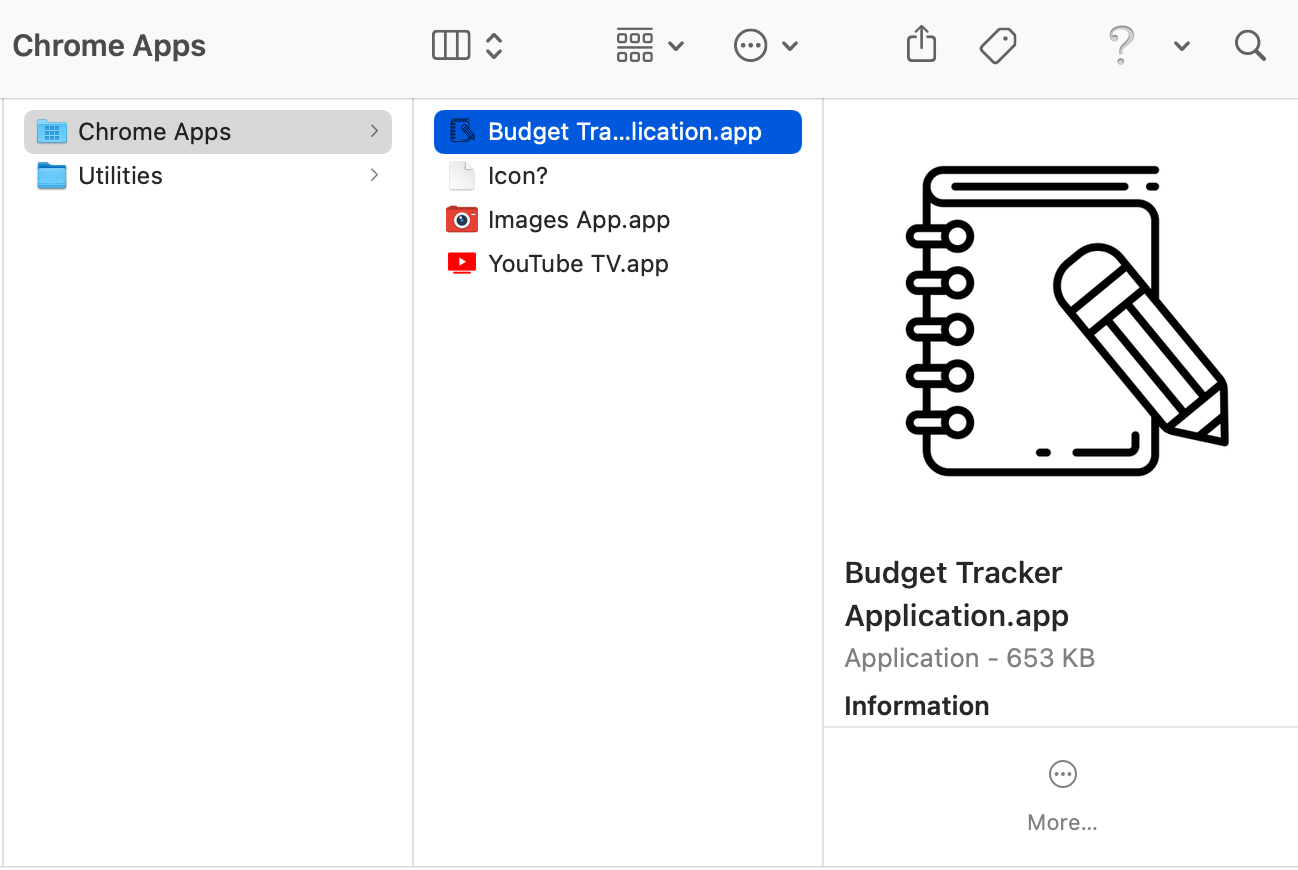 Chrome Apps
Chrome Apps
Utilities
Budget Tra...lication.app
Icon?
Images App.app
YouTube TV.app
Budget Tracker
Application.app
Application - 653 KB
Information
More...